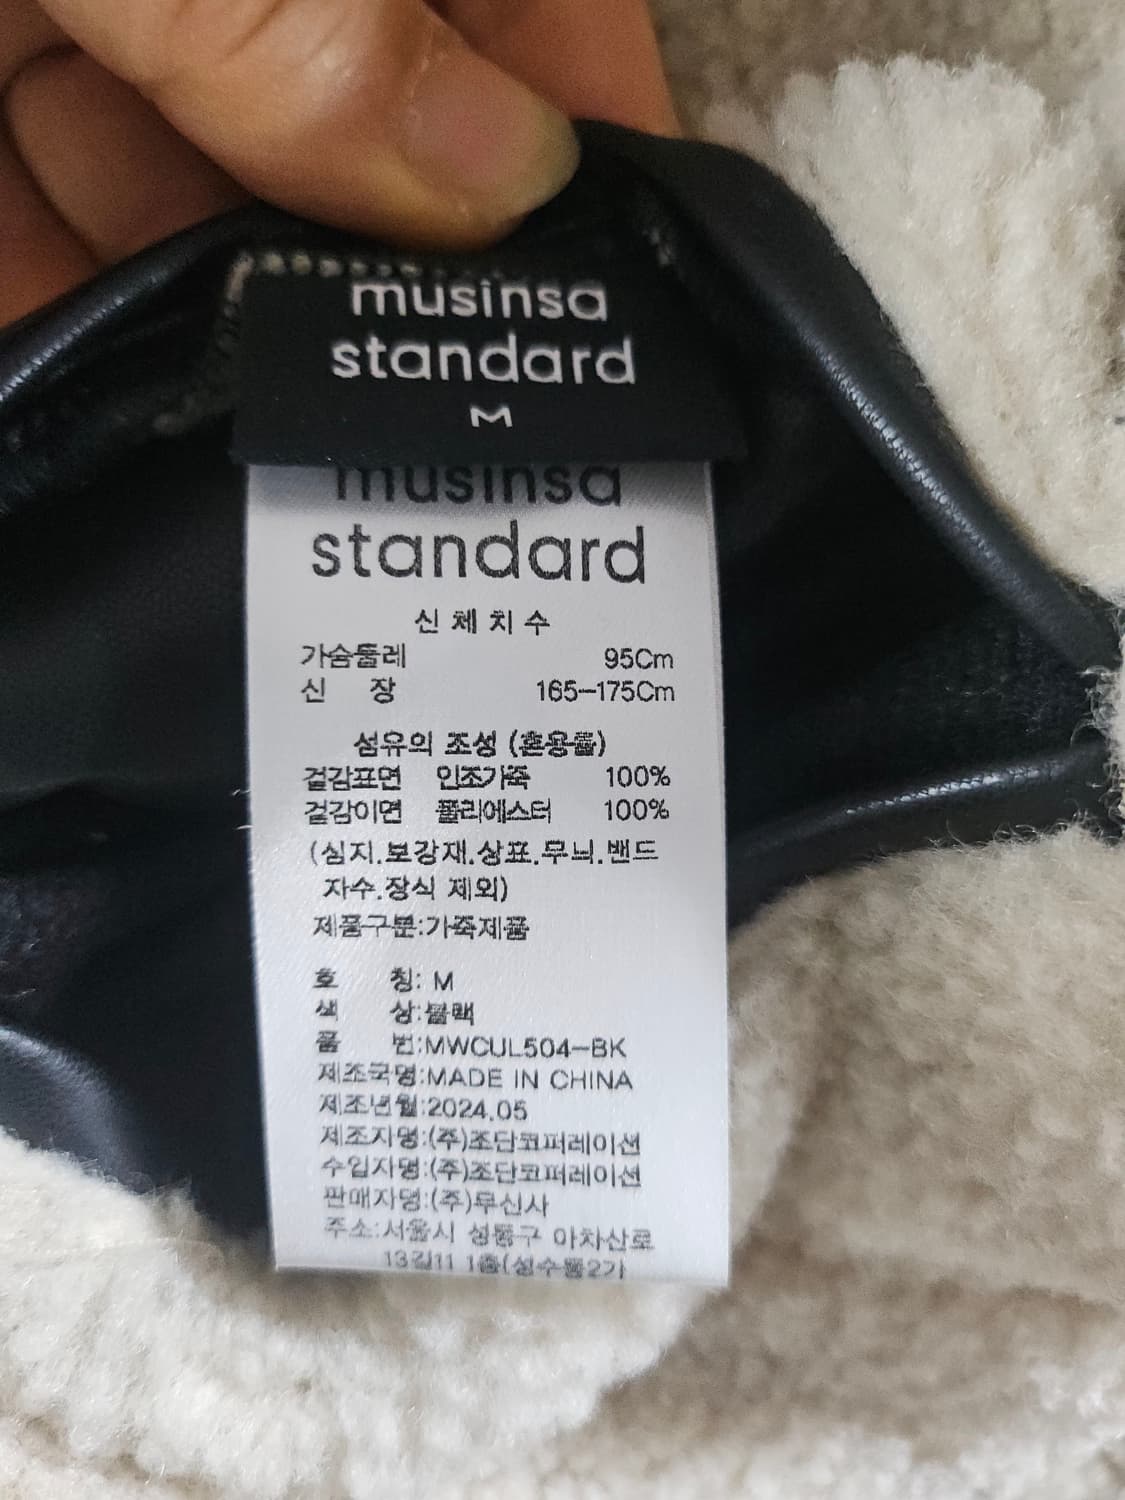 musinsa
standard
M
musinsa
standard
신 체 치 수
가슴둘레 95Cm
신 장 165-175Cm
섬유의 조성 (혼용률)
겉감표면 인조가죽 100%
겉감이면 폴리에스터 100%
(심지.보강재.상표.무늬.밴드
자수.장식 제외)
제품구분:가죽제품
호 칭: M
색 상:블랙
품 번:MWCUL504-BK
제조국명:MADE IN CHINA
제조년월:2024.05
제조자명:(주)조단코퍼레이션
수입자명:(주)조단코퍼레이션
판매자명:(주)무신사
주소:서울시 성동구 아차산로
13길11 1층(성수동2가